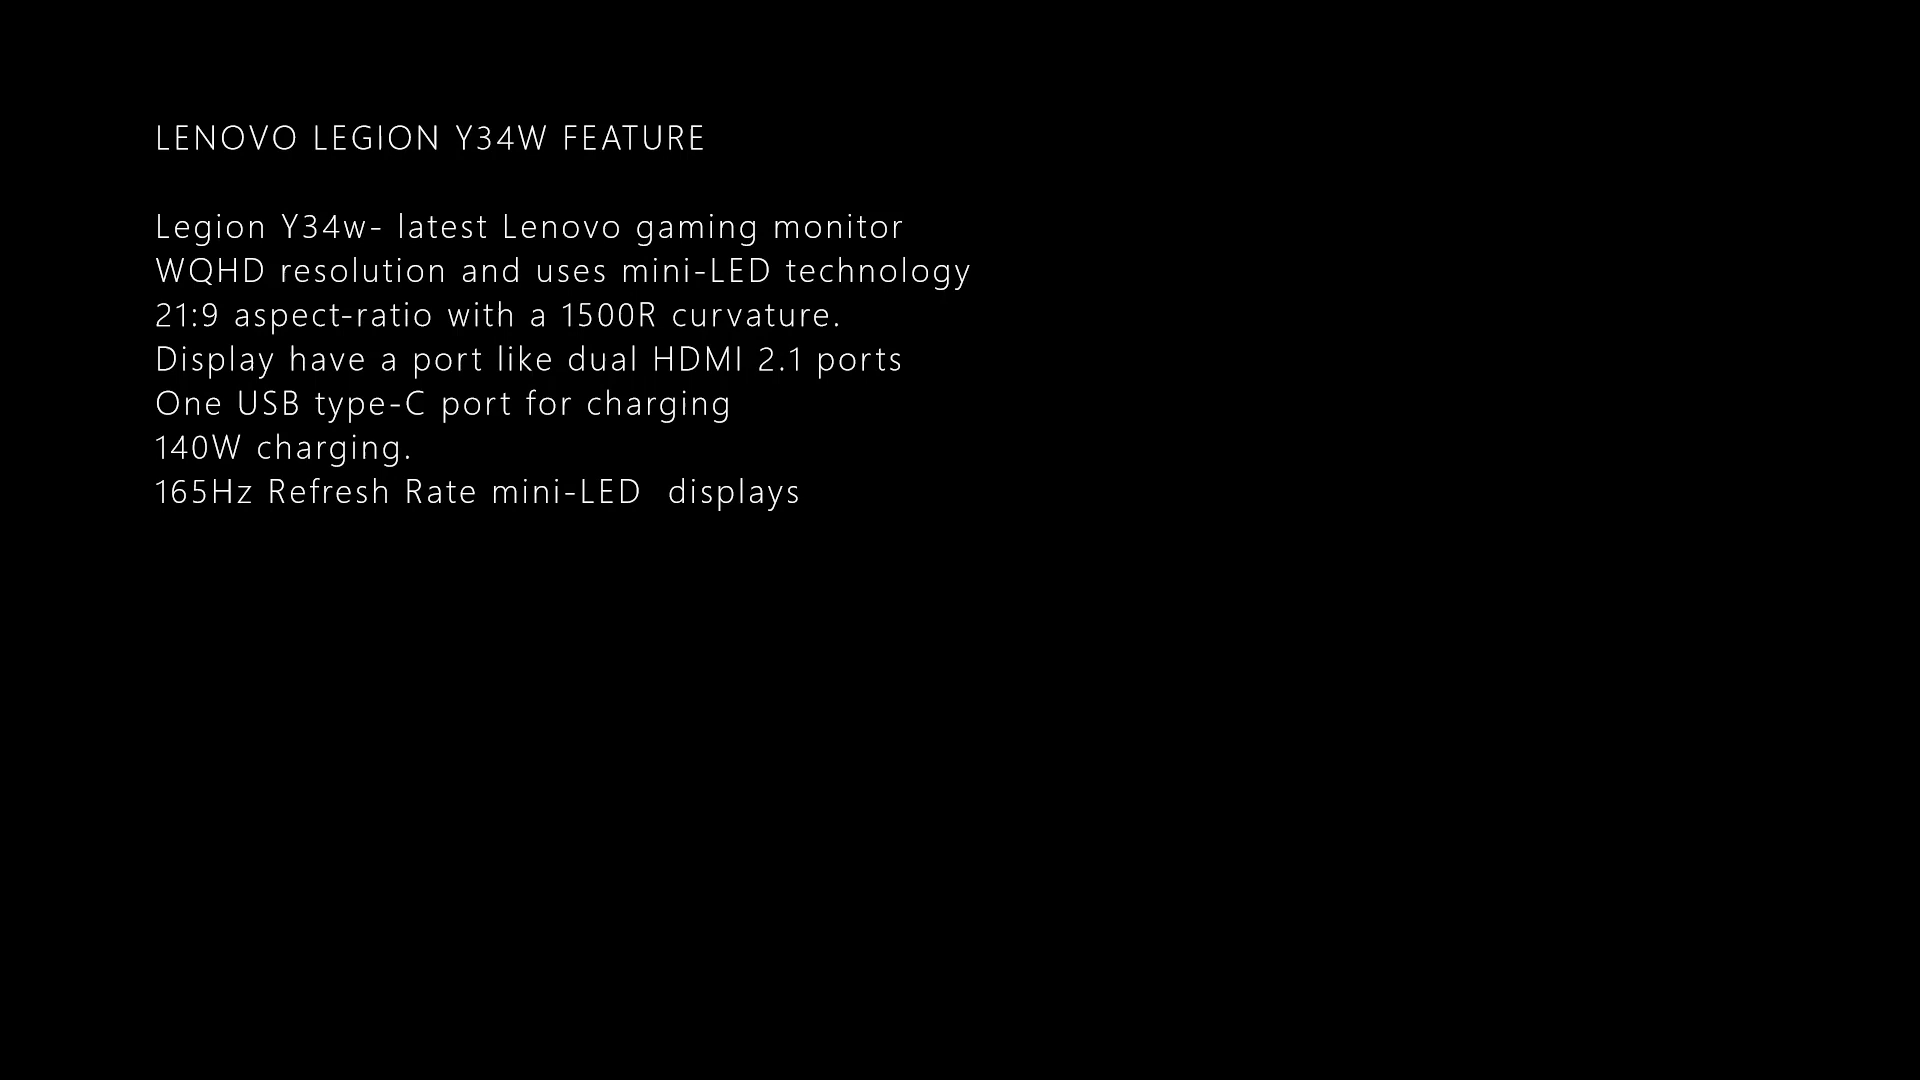 LENOVO LEGION Y34W FEATURE
Legion Y34w- latest Lenovo gaming monitor
WQHD resolution and uses mini-LED technology
21:9 aspect-ratio with a 1500R curvature.
Display have a port like dual HDMI 2.1 ports
One USB type-C port for charging
140W charging.
165Hz Refresh Rate mini-LED  displays